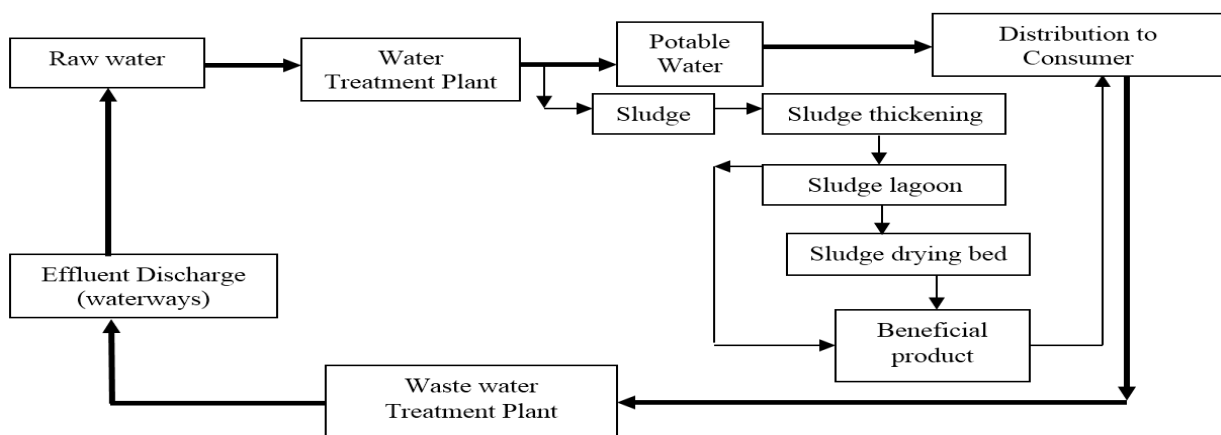 Raw water
Water
Treatment Plant
Potable
Water
Distribution to
Consumer
Sludge
Sludge thickening
Sludge lagoon
Sludge drying bed
Beneficial
product
Effluent Discharge
(waterways)
Waste water
Treatment Plant